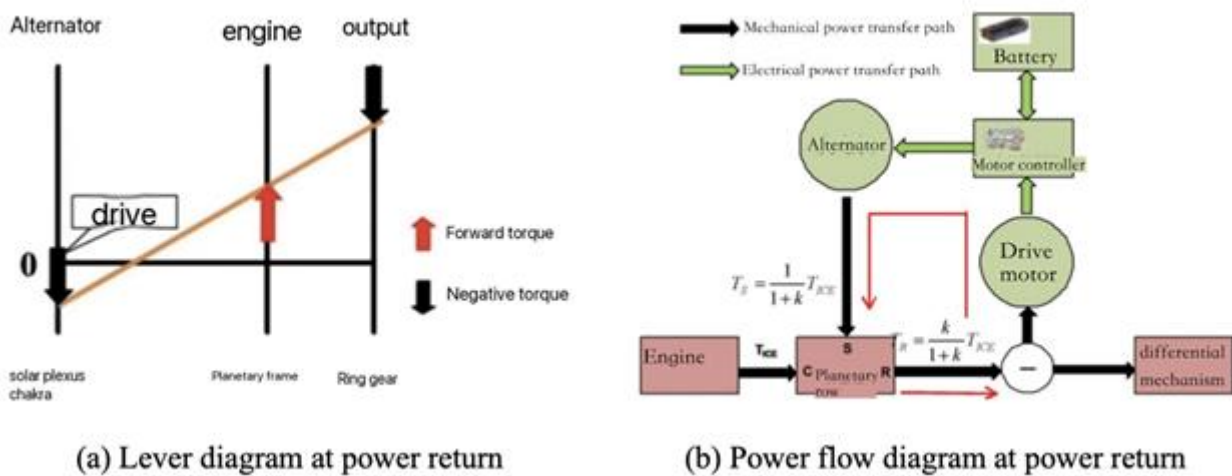 Alternator
engine
output
drive
0
Forward torque
Negative torque
solar plexus
chakra
Planetary frame
Ring gear
(a) Lever diagram at power return
Mechanical power transfer path
Electrical power transfer path
Battery
Alternator
Motor controller
Drive
motor
T_S = 1/(1+k) T_ICE
T_R = k/(1+k) T_ICE
Engine
T_ICE
S
C Planetary R
row
−
differential
mechanism
(b) Power flow diagram at power return